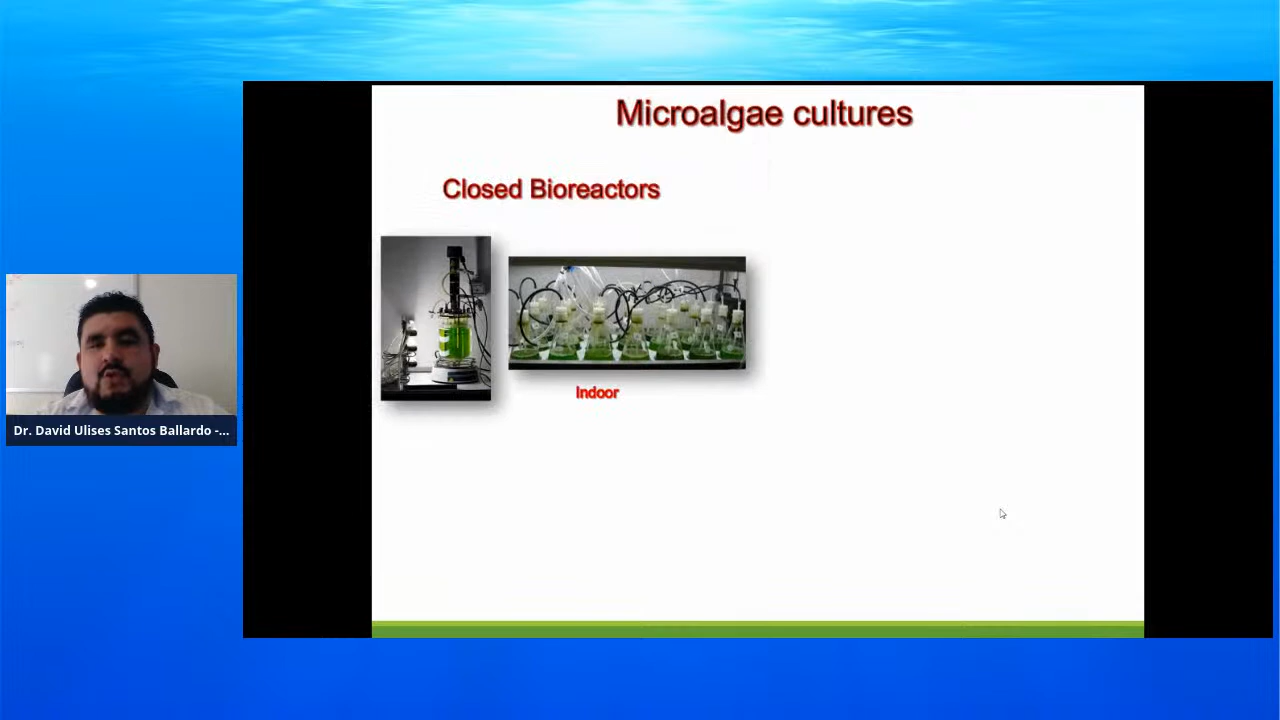 Microalgae cultures
Closed Bioreactors
Indoor
Dr. David Ulises Santos Ballardo -...